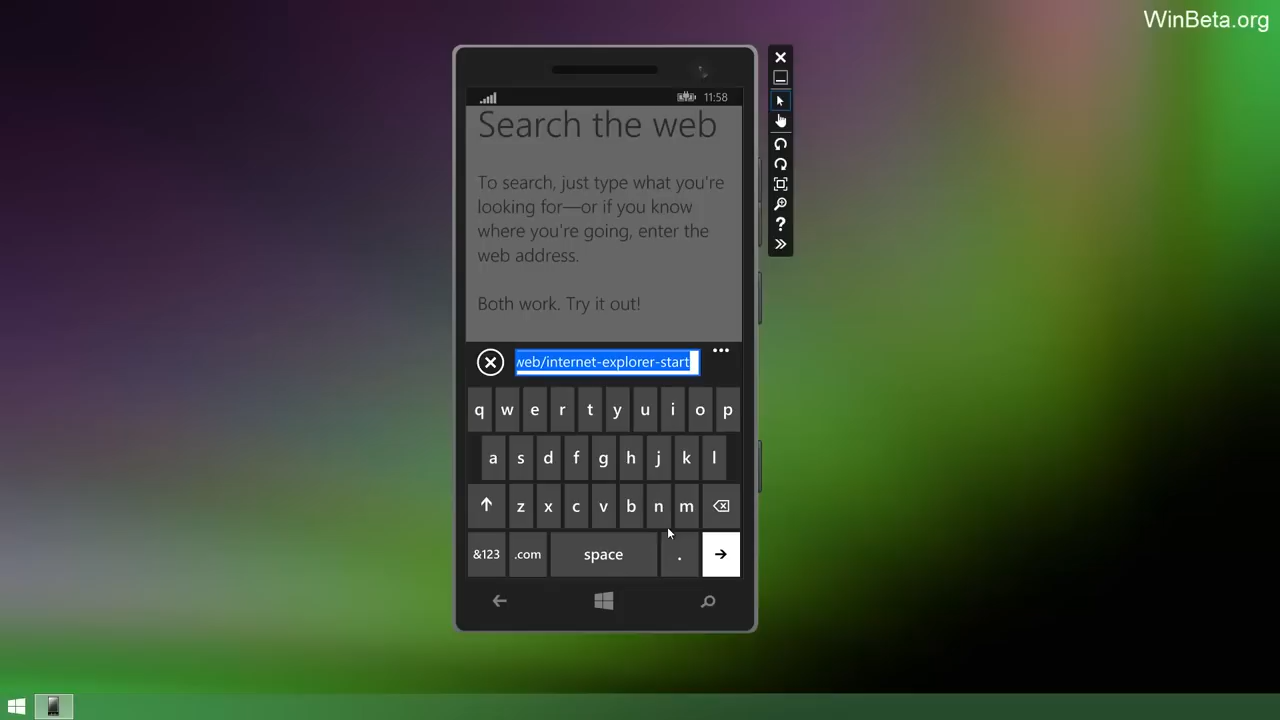 WinBeta.org
11:58
Search the web
To search, just type what you're
looking for—or if you know
where you're going, enter the
web address.
Both work. Try it out!
web/internet-explorer-start
q w e r t y u i o p
a s d f g h j k l
z x c v b n m
&123 .com space . 
?